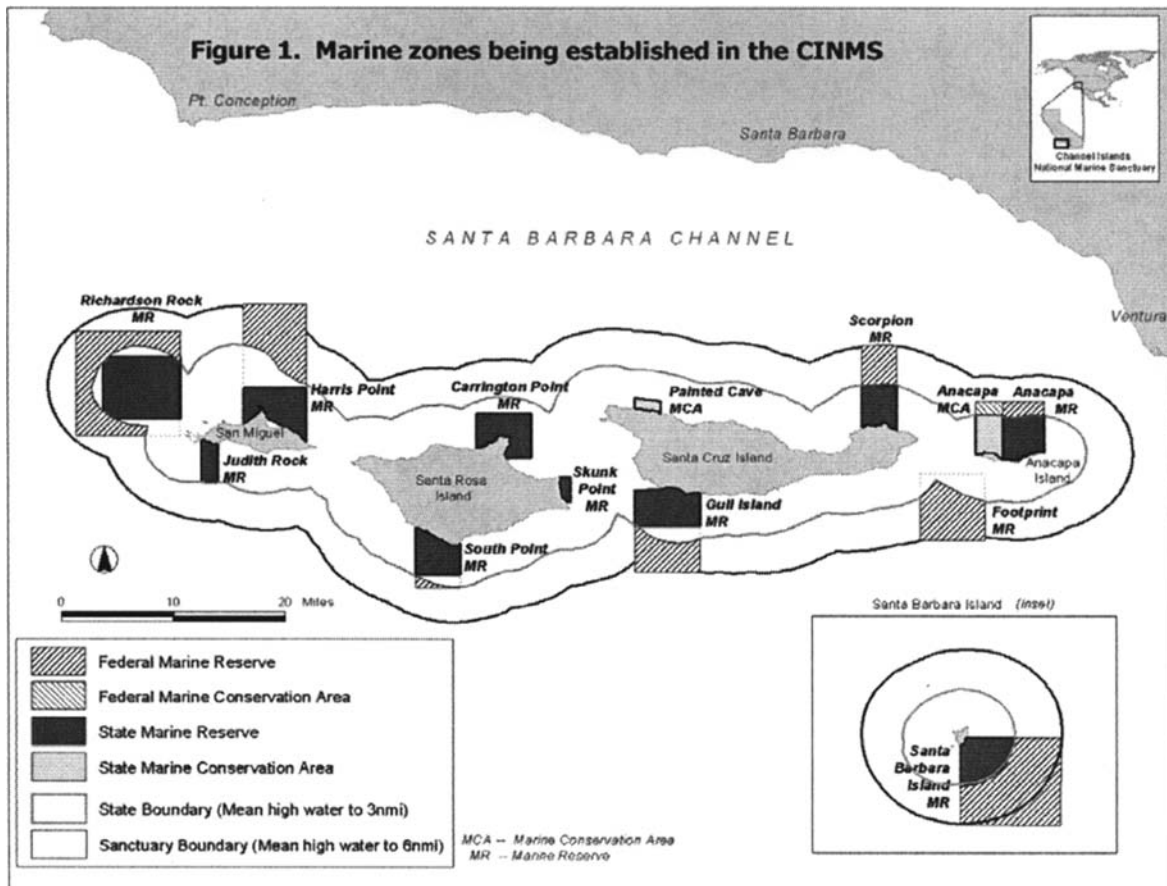 Figure 1. Marine zones being established in the CINMS
Pt. Conception
Santa Barbara
Channel Islands
National Marine Sanctuary
SANTA BARBARA CHANNEL
Ventura
Richardson Rock
MR
Harris Point
MR
San Miguel
Judith Rock
MR
Carrington Point
MR
Santa Rosa
Island
Skunk
Point
MR
South Point
MR
Painted Cave
MCA
Santa Cruz Island
Gull Island
MR
Scorpion
MR
Anacapa
MCA
Anacapa
MR
Anacapa
Island
Footprint
MR
0 10 20 Miles
Federal Marine Reserve
Federal Marine Conservation Area
State Marine Reserve
State Marine Conservation Area
State Boundary (Mean high water to 3nmi)
Sanctuary Boundary (Mean high water to 6nmi)
MCA -- Marine Conservation Area
MR -- Marine Reserve
Santa Barbara Island (inset)
Santa
Barbara
Island
MR